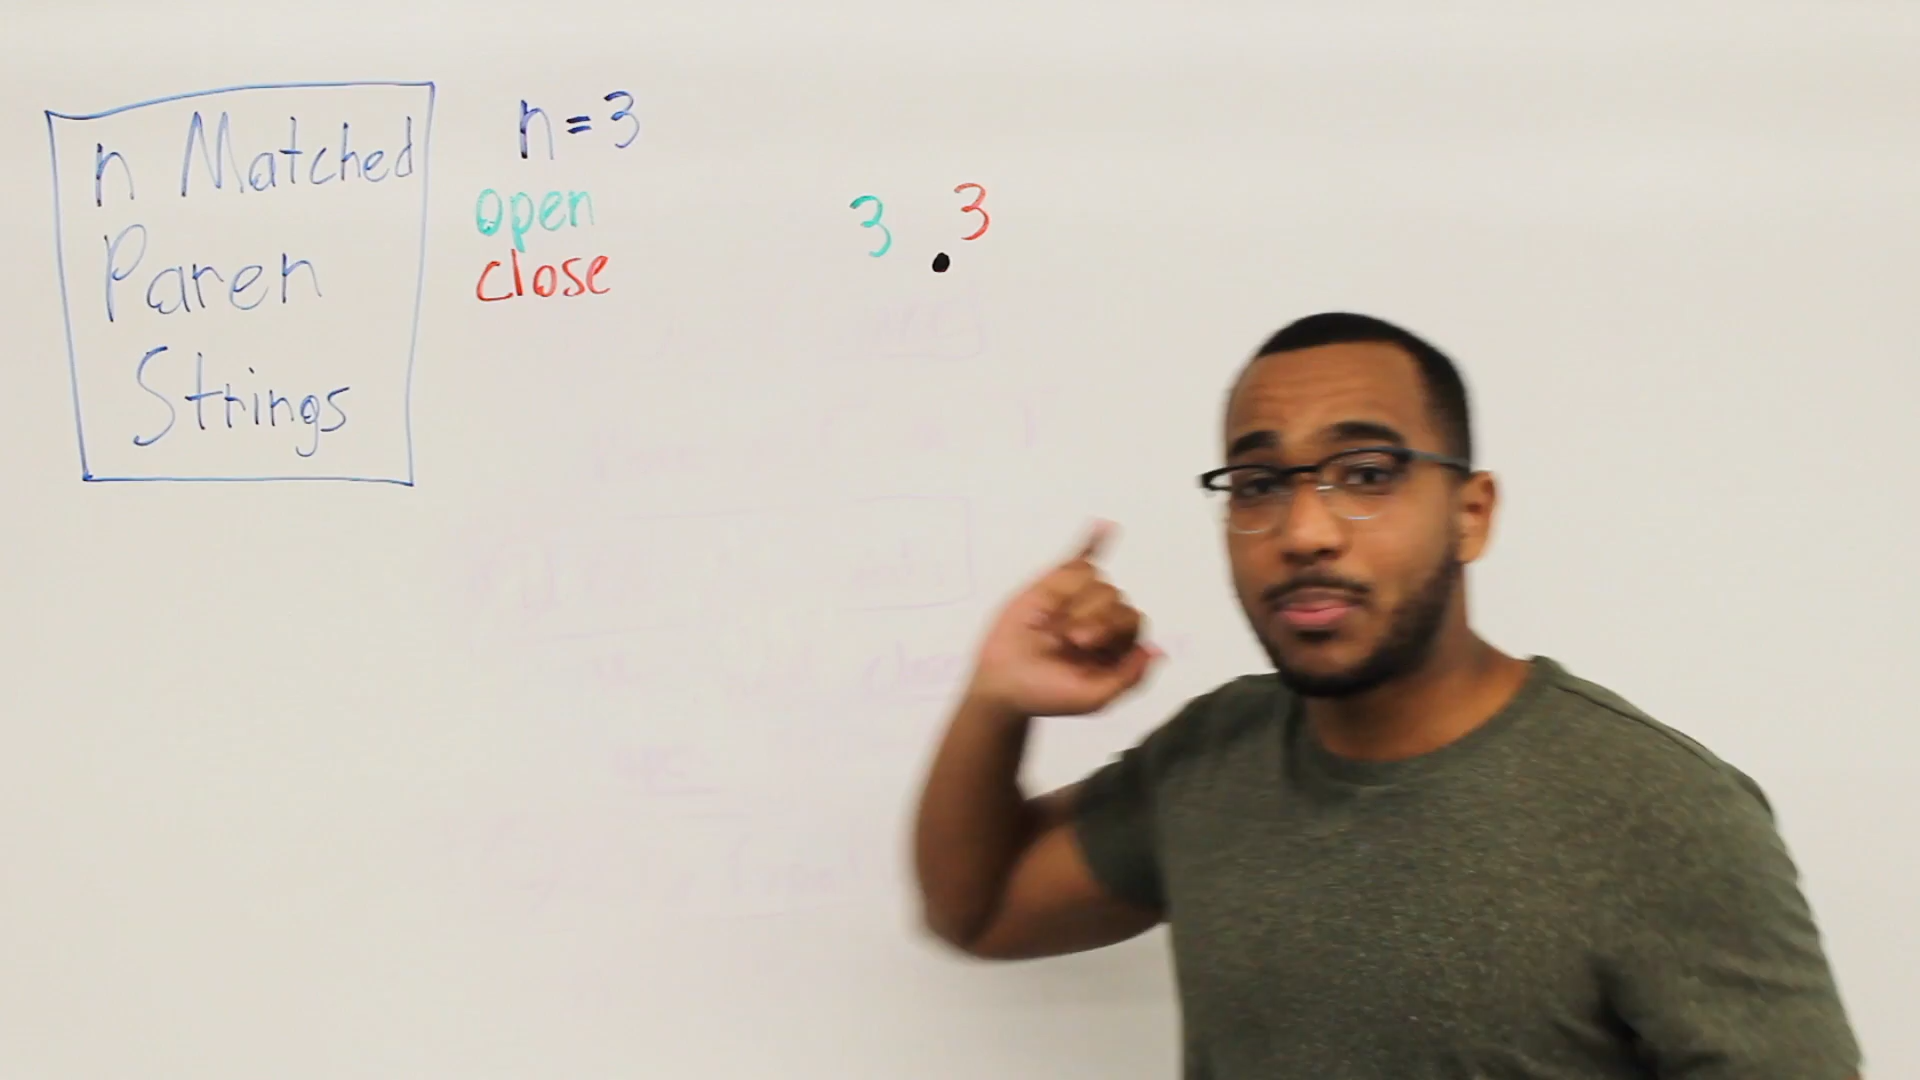 n Matched
Paren
Strings
n = 3
open
close
3 3